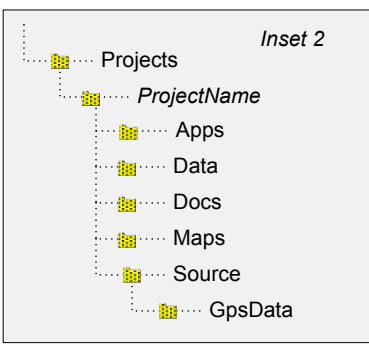 Inset 2
Projects
ProjectName
Apps
Data
Docs
Maps
Source
GpsData